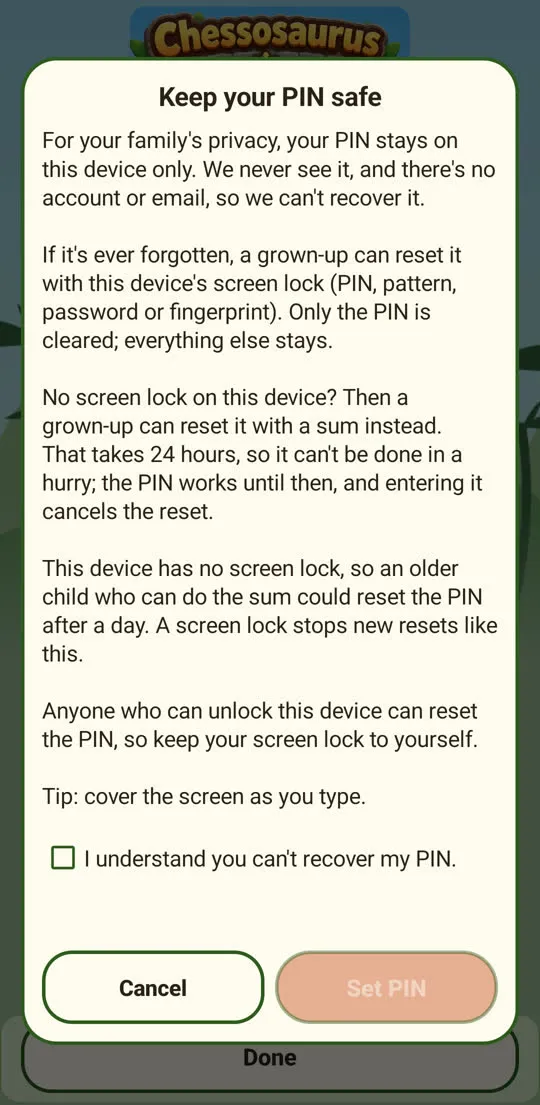 Chessosaurus
Keep your PIN safe
For your family's privacy, your PIN stays on
this device only. We never see it, and there's no
account or email, so we can't recover it.
If it's ever forgotten, a grown-up can reset it
with this device's screen lock (PIN, pattern,
password or fingerprint). Only the PIN is
cleared; everything else stays.
No screen lock on this device? Then a
grown-up can reset it with a sum instead.
That takes 24 hours, so it can't be done in a
hurry; the PIN works until then, and entering it
cancels the reset.
This device has no screen lock, so an older
child who can do the sum could reset the PIN
after a day. A screen lock stops new resets like
this.
Anyone who can unlock this device can reset
the PIN, so keep your screen lock to yourself.
Tip: cover the screen as you type.
I understand you can't recover my PIN.
Cancel
Set PIN
Done